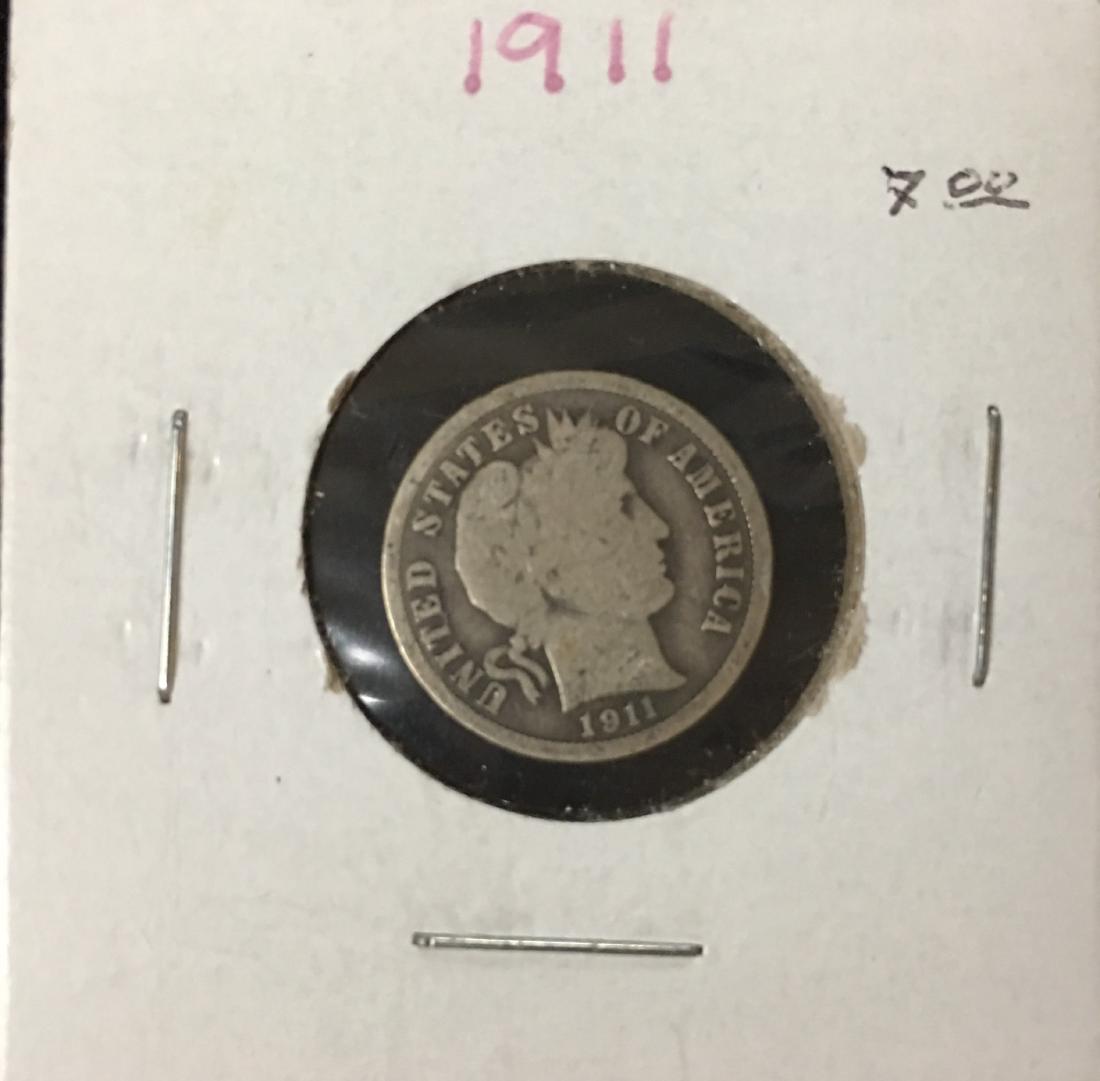 1911
7.00
UNITED STATES OF AMERICA
1911